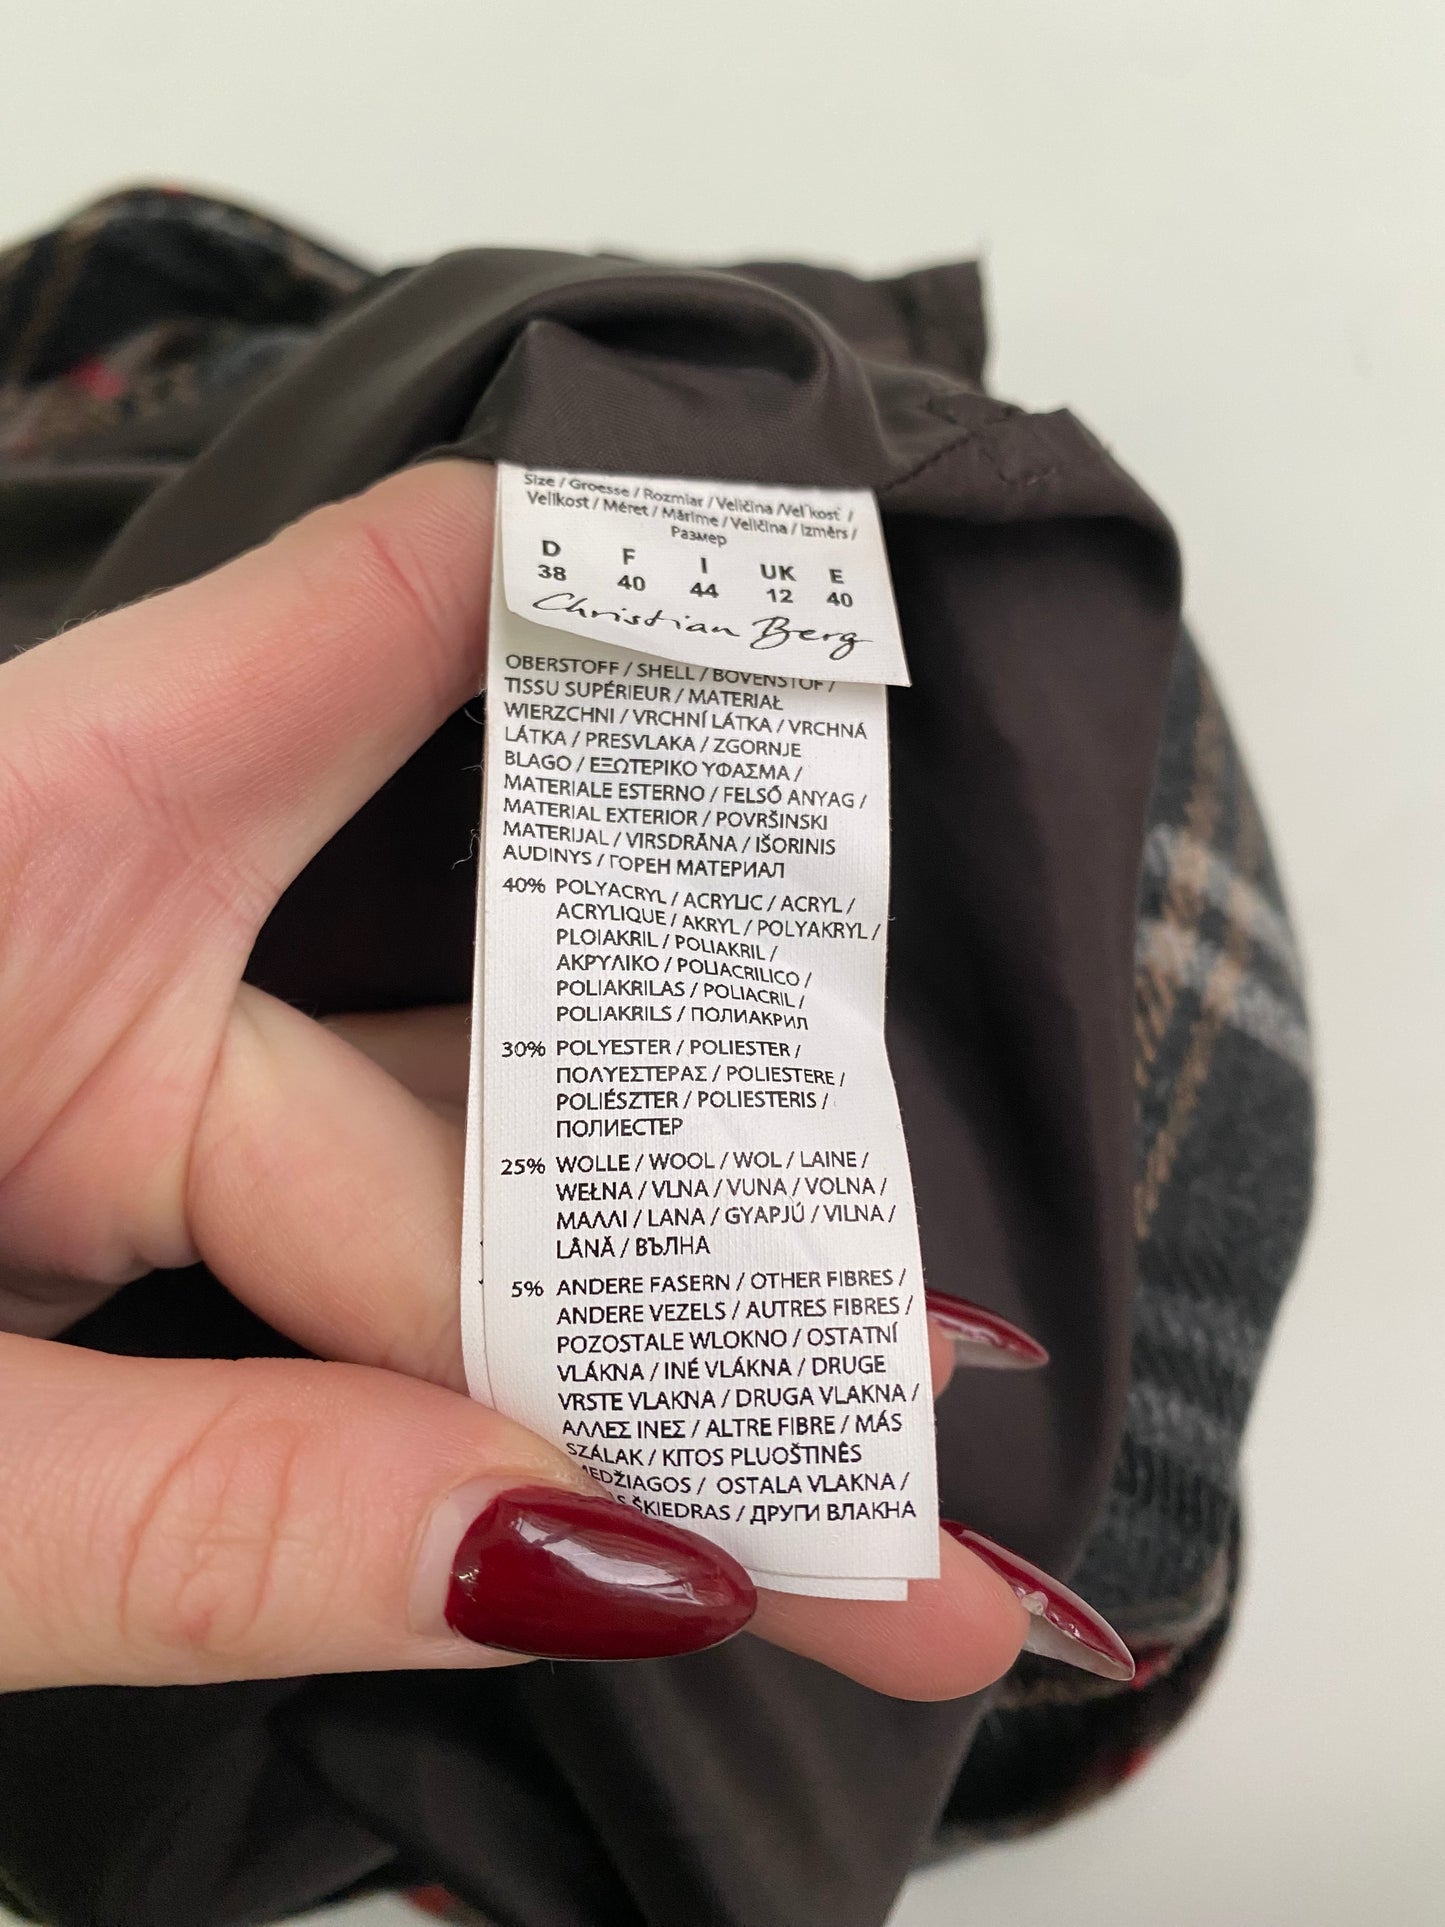 Size / Groesse / Rozmiar / Veličina /Vel'kosť /
Velikost / Méret / Mărime / Veličina / Izmērs /
Размер
D F I UK E
38 40 44 12 40
Christian Berg
OBERSTOFF / SHELL / BOVENSTOF /
TISSU SUPÉRIEUR / MATERIAŁ
WIERZCHNI / VRCHNÍ LÁTKA / VRCHNÁ
LÁTKA / PRESVLAKA / ZGORNJE
BLAGO / ΕΞΩΤΕΡΙΚΟ ΥΦΑΣΜΑ /
MATERIALE ESTERNO / FELSŐ ANYAG /
MATERIAL EXTERIOR / POVRŠINSKI
MATERIJAL / VIRSDRĀNA / IŠORINIS
AUDINYS / ГОРЕН МАТЕРИАЛ
40% POLYACRYL / ACRYLIC / ACRYL /
ACRYLIQUE / AKRYL / POLYAKRYL /
PLOIAKRIL / POLIAKRIL /
ΑΚΡΥΛΙΚΟ / POLIACRILICO /
POLIAKRILAS / POLIACRIL /
POLIAKRILS / ПОЛИАКРИЛ
30% POLYESTER / POLIESTER /
ΠΟΛΥΕΣΤΕΡΑΣ / POLIESTERE /
POLIÉSZTER / POLIESTERIS /
ПОЛИЕСТЕР
25% WOLLE / WOOL / WOL / LAINE /
WEŁNA / VLNA / VUNA / VOLNA /
ΜΑΛΛΙ / LANA / GYAPJÚ / VILNA /
LÂNĂ / ВЪЛНА
5% ANDERE FASERN / OTHER FIBRES /
ANDERE VEZELS / AUTRES FIBRES /
POZOSTALE WLOKNO / OSTATNÍ
VLÁKNA / INÉ VLÁKNA / DRUGE
VRSTE VLAKNA / DRUGA VLAKNA /
ΑΛΛΕΣ ΙΝΕΣ / ALTRE FIBRE / MÁS
SZÁLAK / KITOS PLUOŠTINĖS
MEDŽIAGOS / OSTALA VLAKNA /
ŠKIEDRAS / ДРУГИ ВЛАКНА